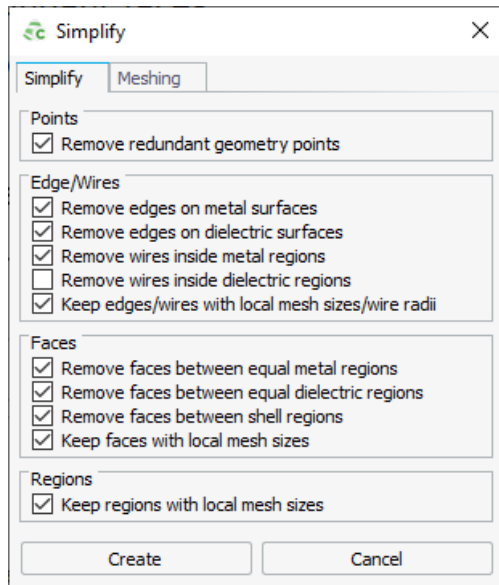 Simplify
Simplify Meshing
Points
Remove redundant geometry points
Edge/Wires
Remove edges on metal surfaces
Remove edges on dielectric surfaces
Remove wires inside metal regions
Remove wires inside dielectric regions
Keep edges/wires with local mesh sizes/wire radii
Faces
Remove faces between equal metal regions
Remove faces between equal dielectric regions
Remove faces between shell regions
Keep faces with local mesh sizes
Regions
Keep regions with local mesh sizes
Create Cancel